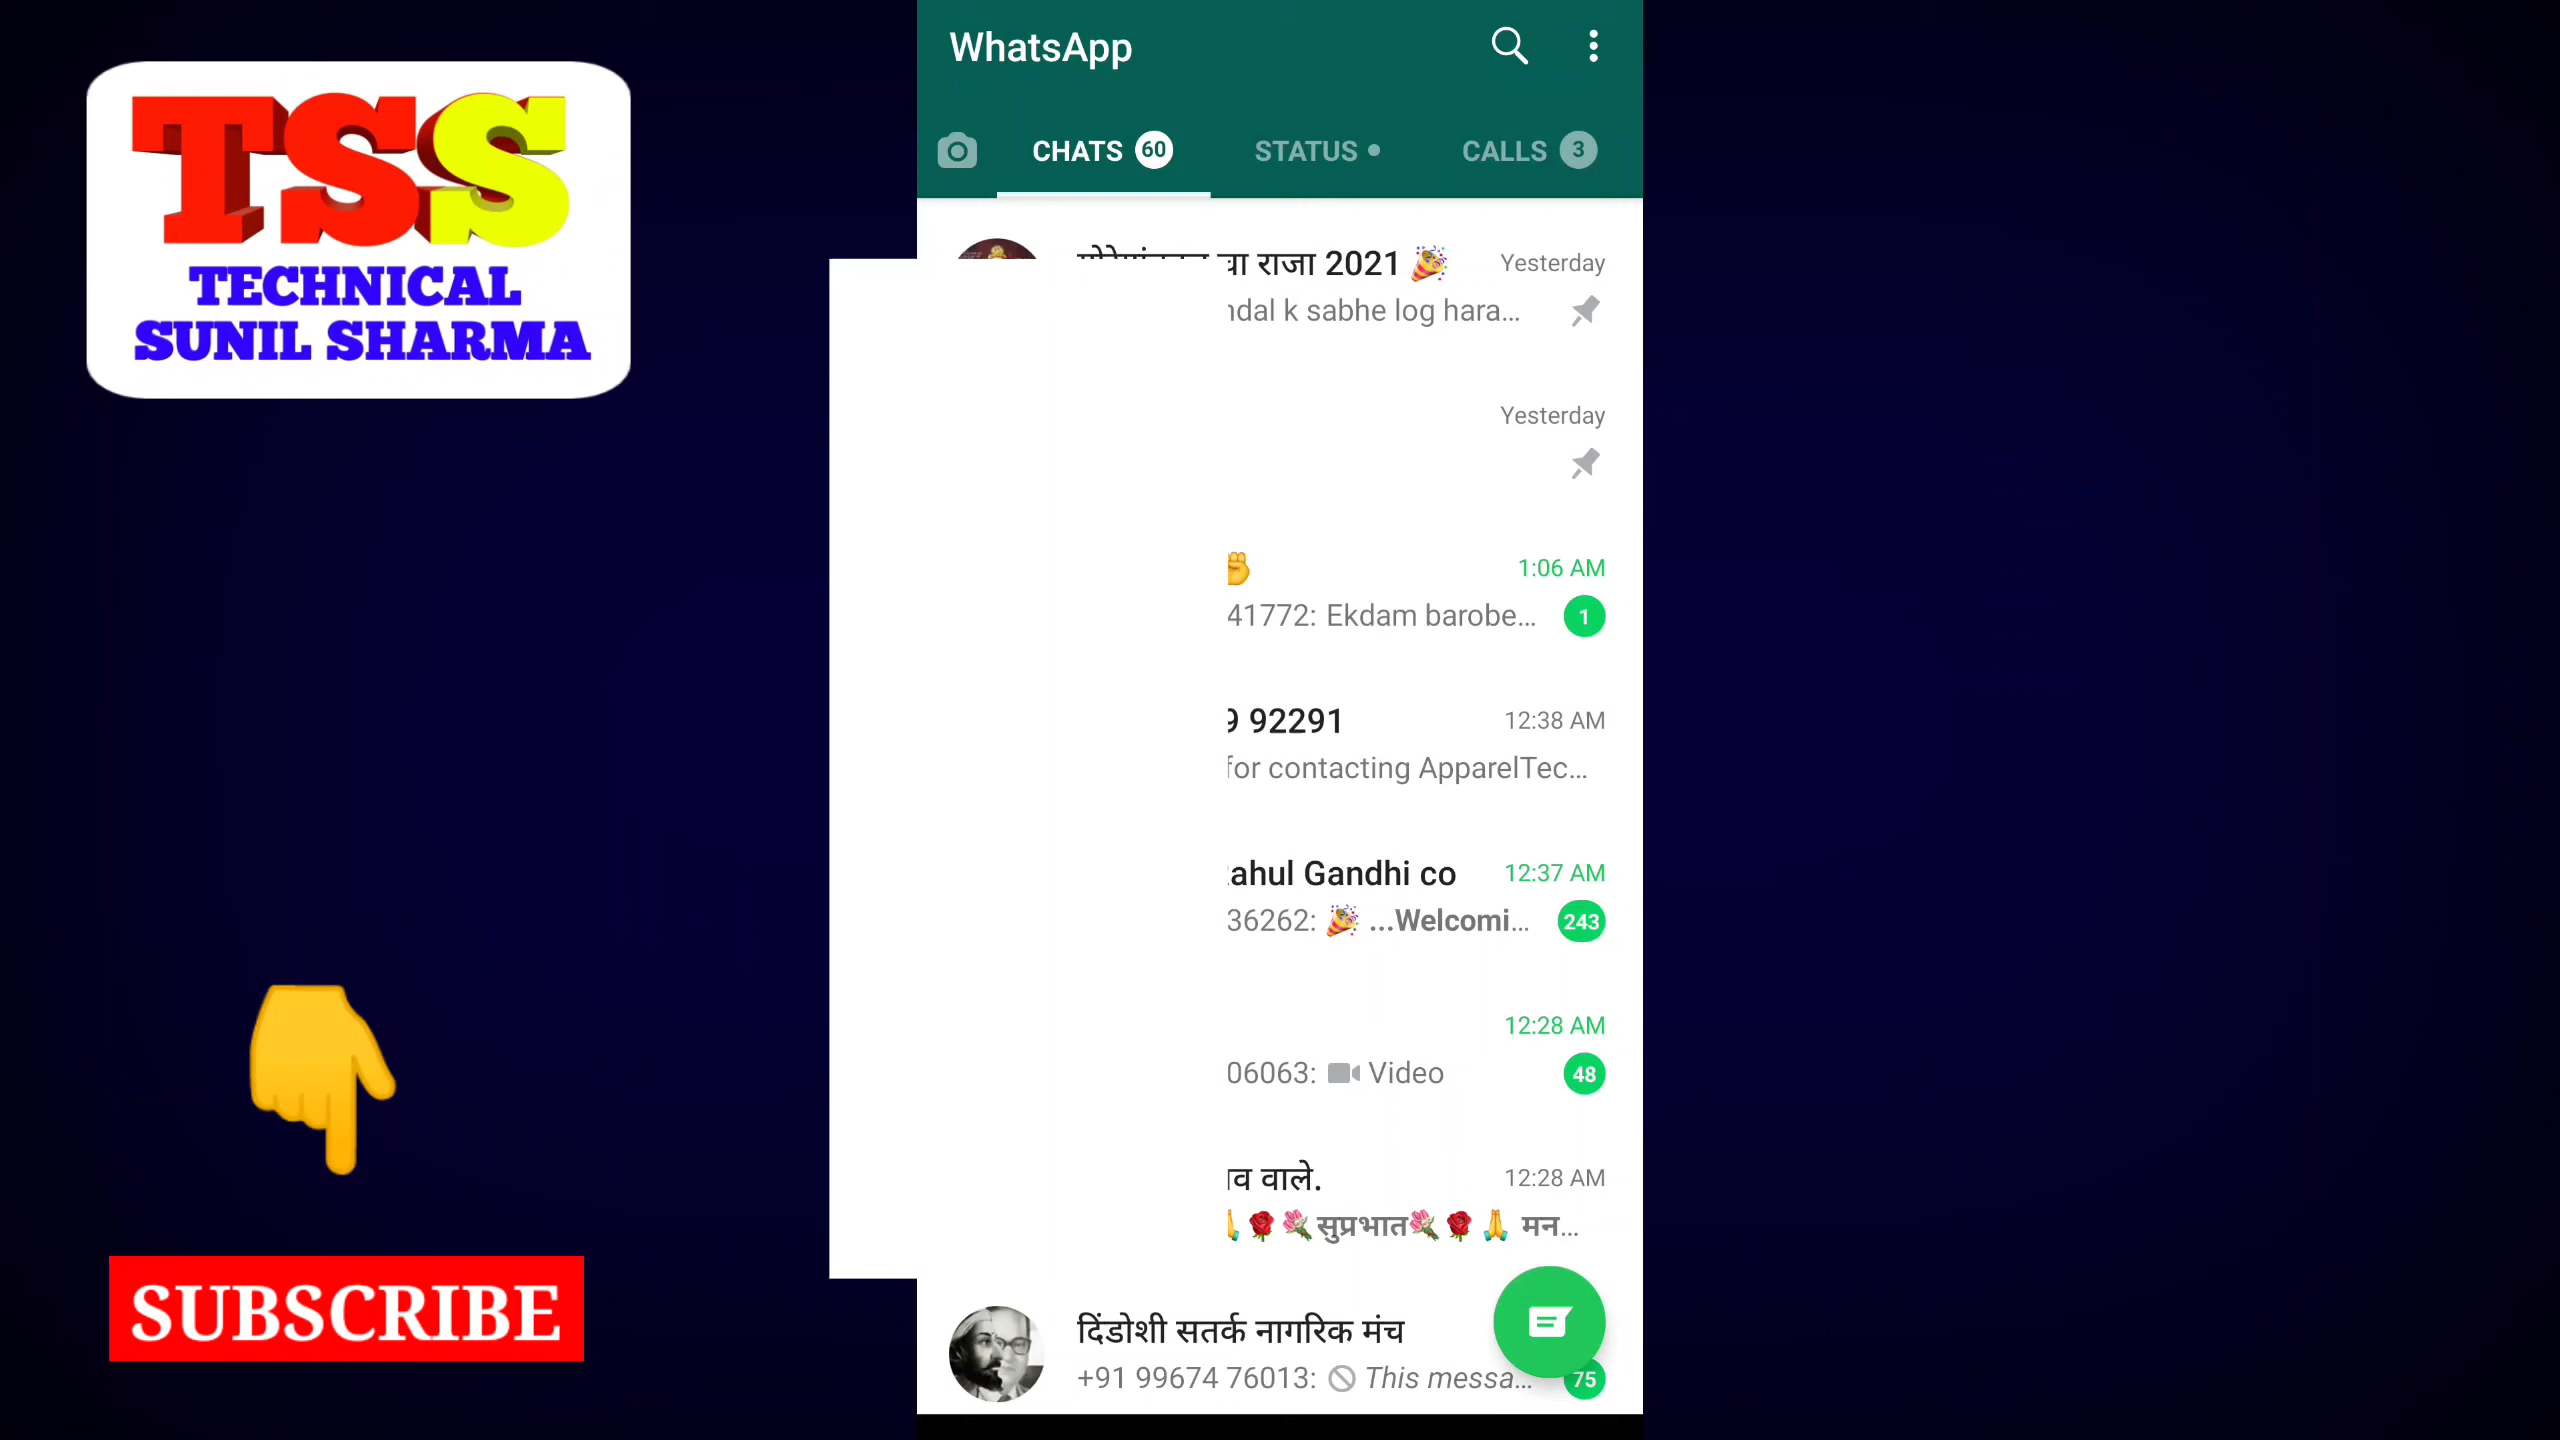 TSS
TECHNICAL
SUNIL SHARMA
SUBSCRIBE
WhatsApp
CHATS 60
STATUS
CALLS 3
चा राजा 2021 🎉 Yesterday
k sabhe log hara...
Yesterday
✊ 1:06 AM
41772: Ekdam barobe... 1
92291 12:38 AM
for contacting ApparelTec...
12:38 AM
Gandhi co 12:37 AM
36262: 🎉 ...Welcomi... 243
12:28 AM
06063: Video 48
वाले. 12:28 AM
🌹💐सुप्रभात💐🌹🙏 मन...
दिंडोशी सतर्क नागरिक मंच
+91 99674 76013: This messa... 75